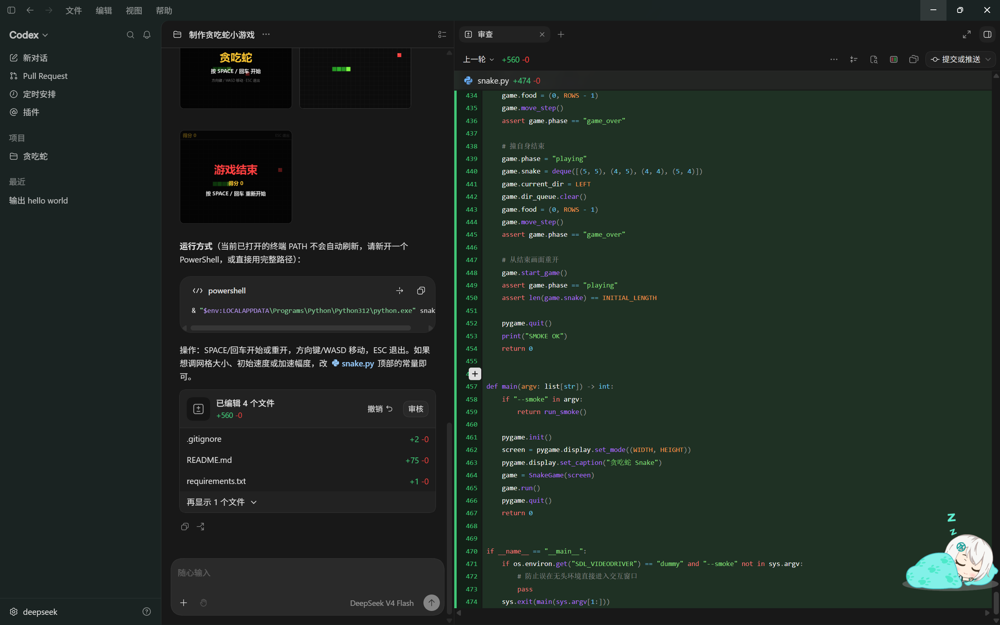 文件 编辑 视图 帮助
Codex
新对话
Pull Request
定时安排
插件
项目
贪吃蛇
最近
输出 hello world
deepseek
制作贪吃蛇小游戏
贪吃蛇
按 SPACE / 回车 开始
方向键 / WASD 移动 · ESC 退出
得分 0
ESC 退出
游戏结束
得分 0
按 SPACE / 回车 重新开始
运行方式（当前已打开的终端 PATH 不会自动刷新，请新开一个
PowerShell，或直接用完整路径）：
powershell
& "$env:LOCALAPPDATA\Programs\Python\Python312\python.exe" snak
操作：SPACE/回车开始或重开，方向键/WASD 移动，ESC 退出。如果
想调网格大小、初始速度或加速幅度，改 snake.py 顶部的常量即
可。
已编辑 4 个文件
+560 -0
撤销
审核
.gitignore +2 -0
README.md +75 -0
requirements.txt +1 -0
再显示 1 个文件
随心输入
DeepSeek V4 Flash
审查
上一轮 +560 -0
提交或推送
snake.py +474 -0
434 game.food = (0, ROWS - 1)
435 game.move_step()
436 assert game.phase == "game_over"
437
438 # 撞自身结束
439 game.phase = "playing"
440 game.snake = deque([(5, 5), (4, 5), (4, 4), (5, 4)])
441 game.current_dir = LEFT
442 game.dir_queue.clear()
443 game.food = (0, ROWS - 1)
444 game.move_step()
445 assert game.phase == "game_over"
446
447 # 从结束画面重开
448 game.start_game()
449 assert game.phase == "playing"
450 assert len(game.snake) == INITIAL_LENGTH
451
452 pygame.quit()
453 print("SMOKE OK")
454 return 0
455
457 def main(argv: list[str]) -> int:
458 if "--smoke" in argv:
459 return run_smoke()
460
461 pygame.init()
462 screen = pygame.display.set_mode((WIDTH, HEIGHT))
463 pygame.display.set_caption("贪吃蛇 Snake")
464 game = SnakeGame(screen)
465 game.run()
466 pygame.quit()
467 return 0
468
469
470 if __name__ == "__main__":
471 if os.environ.get("SDL_VIDEODRIVER") == "dummy" and "--smoke" not in sys.argv:
472 # 防止误在无头环境直接进入交互窗口
473 pass
474 sys.exit(main(sys.argv[1:]))
Z
Z